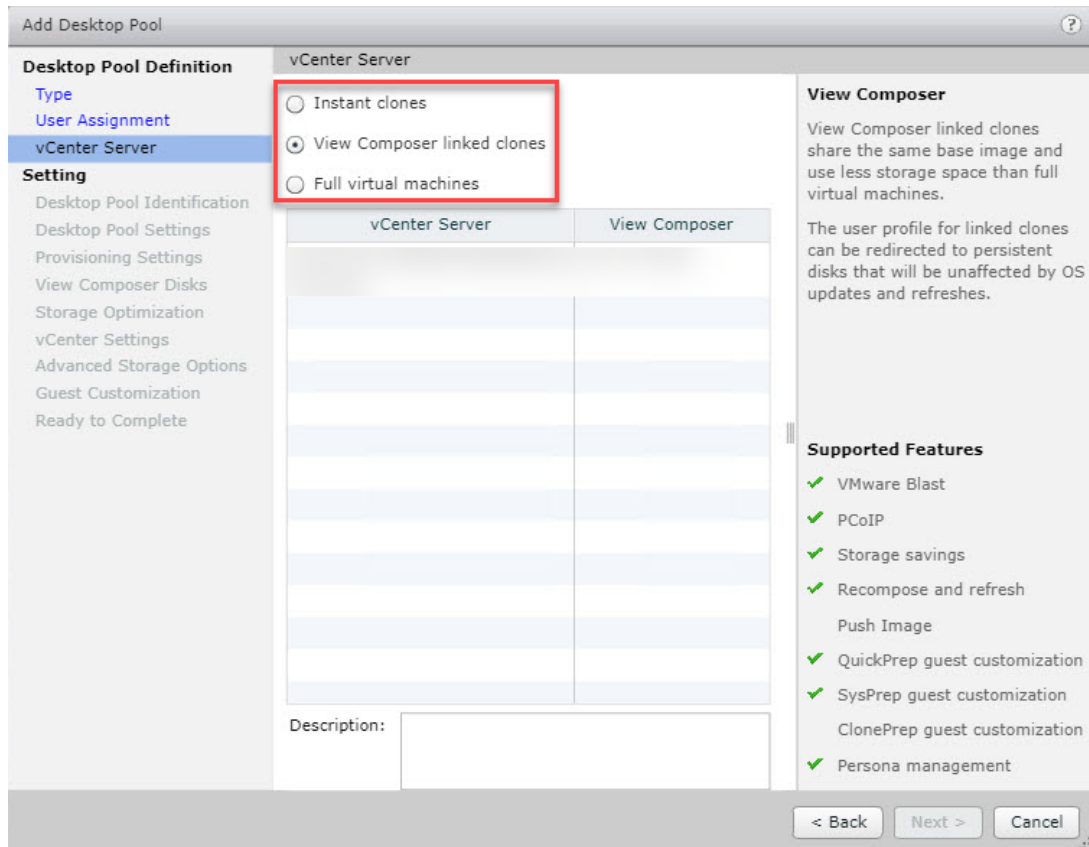 Add Desktop Pool
?
Desktop Pool Definition
Type
User Assignment
vCenter Server
Setting
Desktop Pool Identification
Desktop Pool Settings
Provisioning Settings
View Composer Disks
Storage Optimization
vCenter Settings
Advanced Storage Options
Guest Customization
Ready to Complete
vCenter Server
Instant clones
View Composer linked clones
Full virtual machines
vCenter Server
View Composer
Description:
View Composer
View Composer linked clones
share the same base image and
use less storage space than full
virtual machines.
The user profile for linked clones
can be redirected to persistent
disks that will be unaffected by OS
updates and refreshes.
Supported Features
VMware Blast
PCoIP
Storage savings
Recompose and refresh
Push Image
QuickPrep guest customization
SysPrep guest customization
ClonePrep guest customization
Persona management
< Back
Next >
Cancel